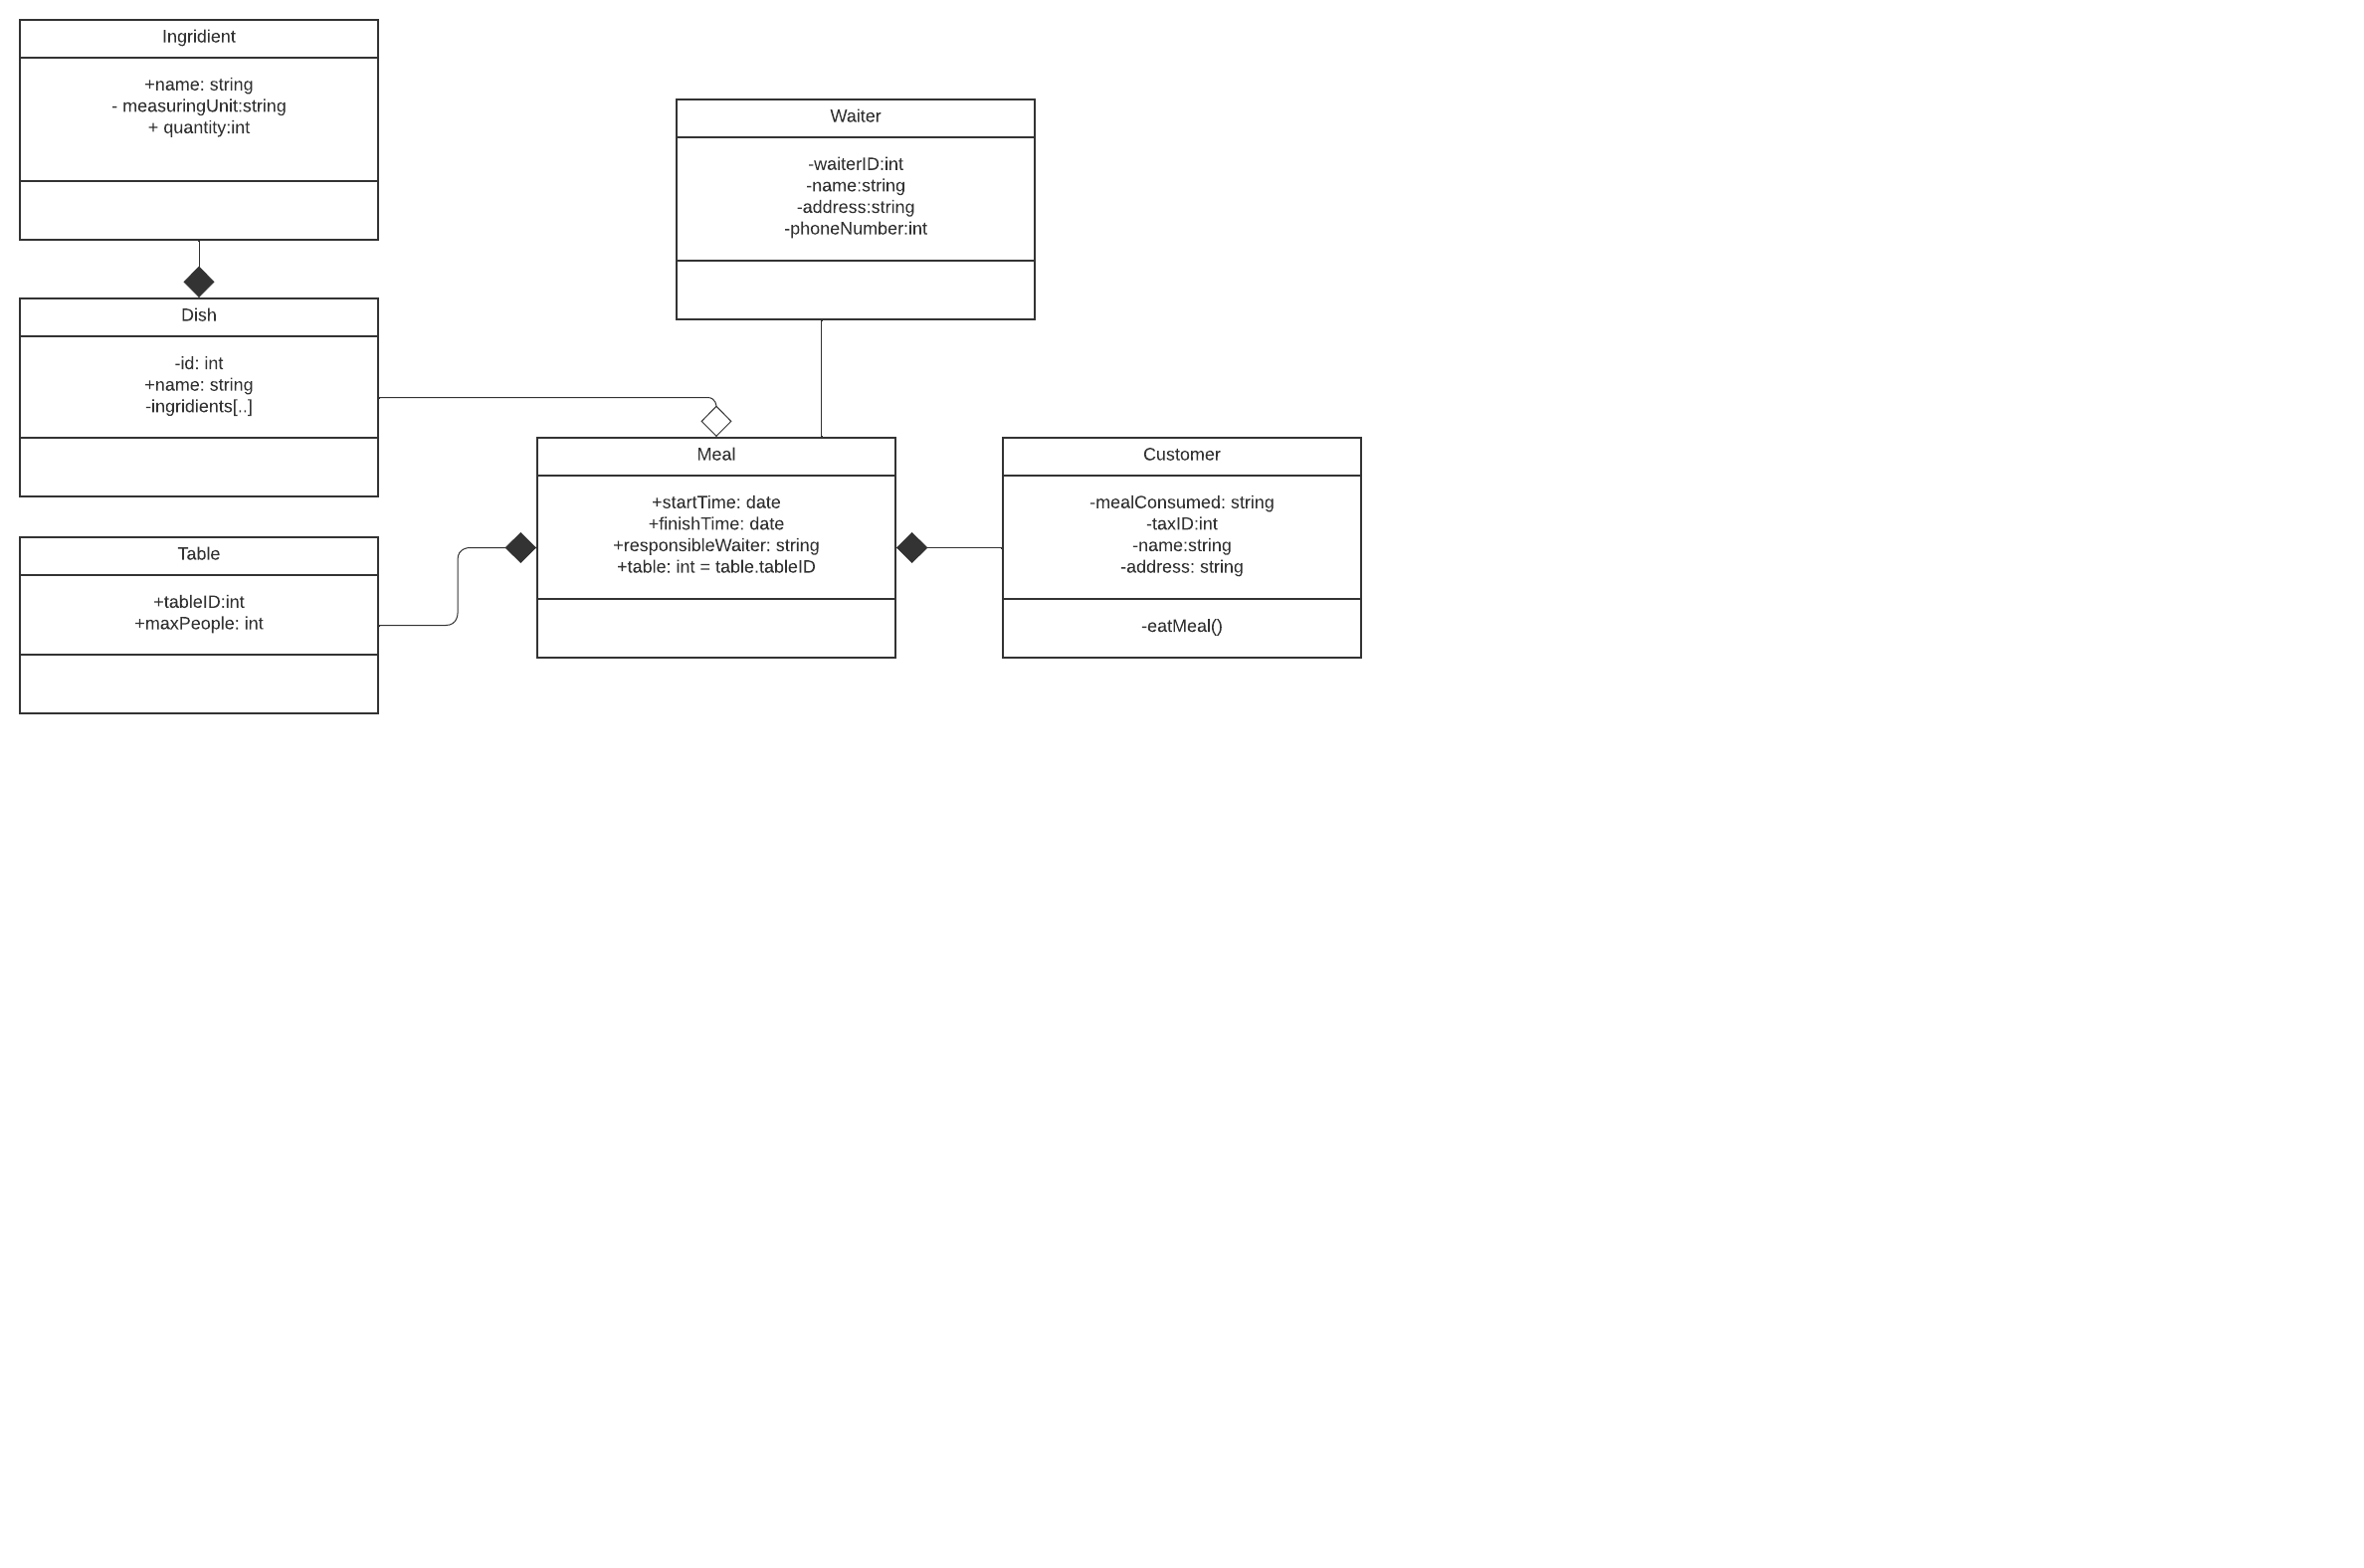 Ingridient
+name: string
- measuringUnit:string
+ quantity:int
Waiter
-waiterID:int
-name:string
-address:string
-phoneNumber:int
Dish
-id: int
+name: string
-ingridients[..]
Meal
+startTime: date
+finishTime: date
+responsibleWaiter: string
+table: int = table.tableID
Customer
-mealConsumed: string
-taxID:int
-name:string
-address: string
-eatMeal()
Table
+tableID:int
+maxPeople: int